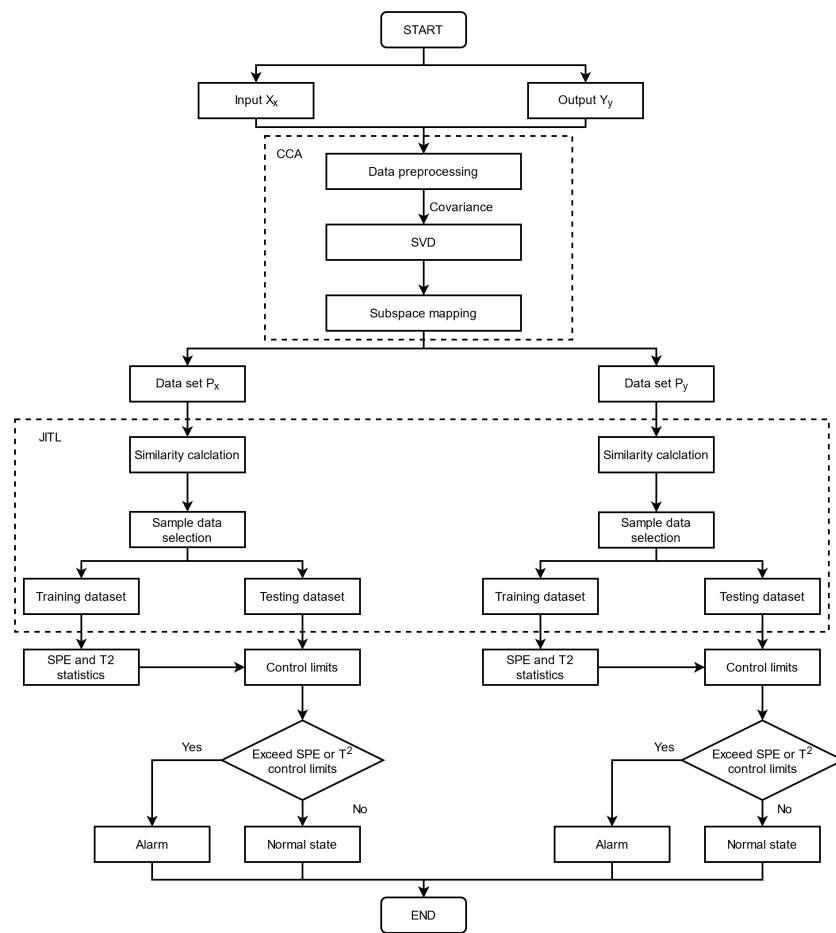 START
Input Xx
Output Yy
CCA
Data preprocessing
Covariance
SVD
Subspace mapping
Data set Px
Data set Py
JITL
Similarity calclation
Similarity calclation
Sample data
selection
Sample data
selection
Training dataset
Testing dataset
Training dataset
Testing dataset
SPE and T2
statistics
Control limits
SPE and T2
statistics
Control limits
Yes
Exceed SPE or T2
control limits
No
Yes
Exceed SPE or T2
control limits
No
Alarm
Normal state
Alarm
Normal state
END